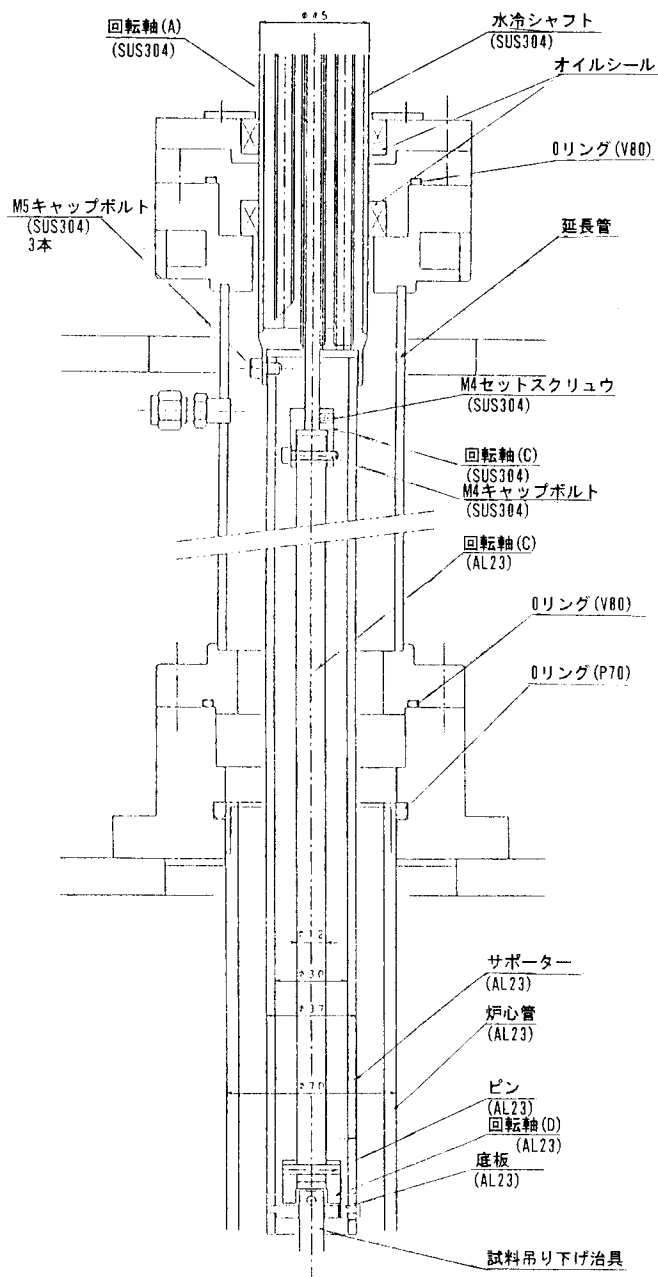 φ45
回転軸(A)
(SUS304)
水冷シャフト
(SUS304)
オイルシール
Oリング(V80)
M5キャップボルト
(SUS304)
3本
延長管
M4セットスクリュウ
(SUS304)
回転軸(C)
(SUS304)
M4キャップボルト
(SUS304)
回転軸(C)
(AL23)
Oリング(V80)
Oリング(P70)
φ12
φ30
φ37
φ70
サポーター
(AL23)
炉心管
(AL23)
ピン
(AL23)
回転軸(D)
(AL23)
底板
(AL23)
試料吊り下げ治具